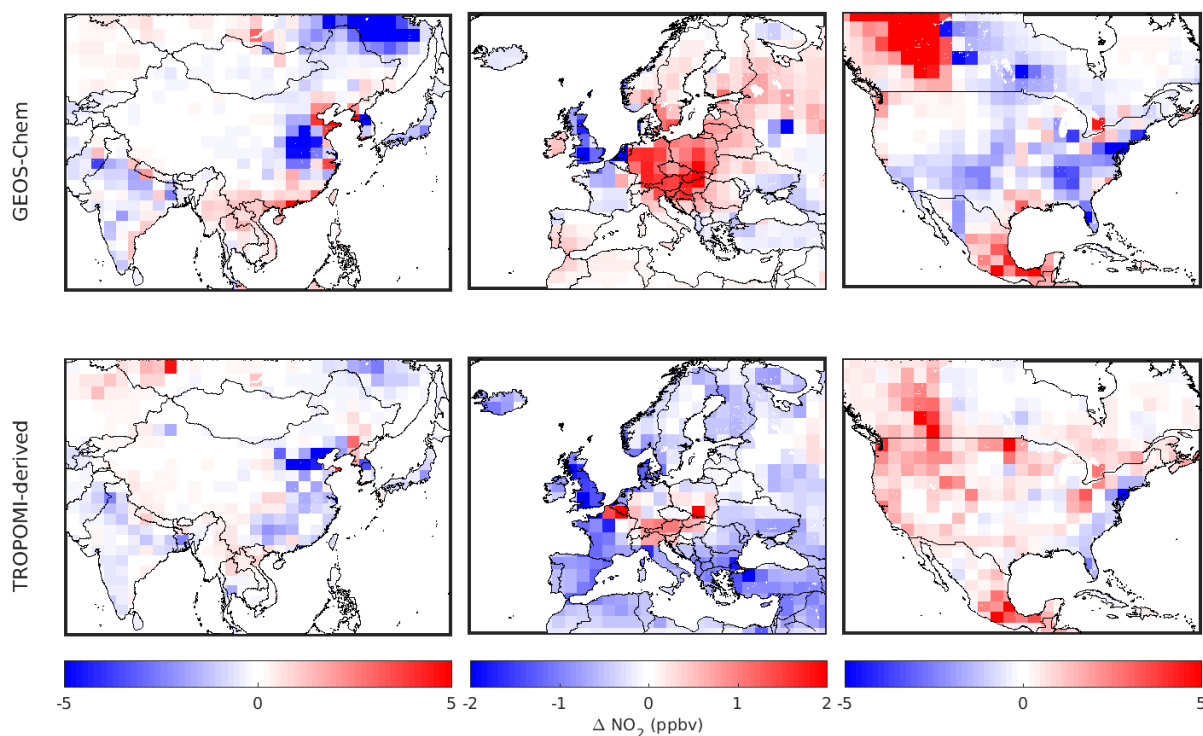 GEOS-Chem
TROPOMI-derived
-5 0 5
-2 -1 0 1 2
-5 0 5
Δ NO₂ (ppbv)